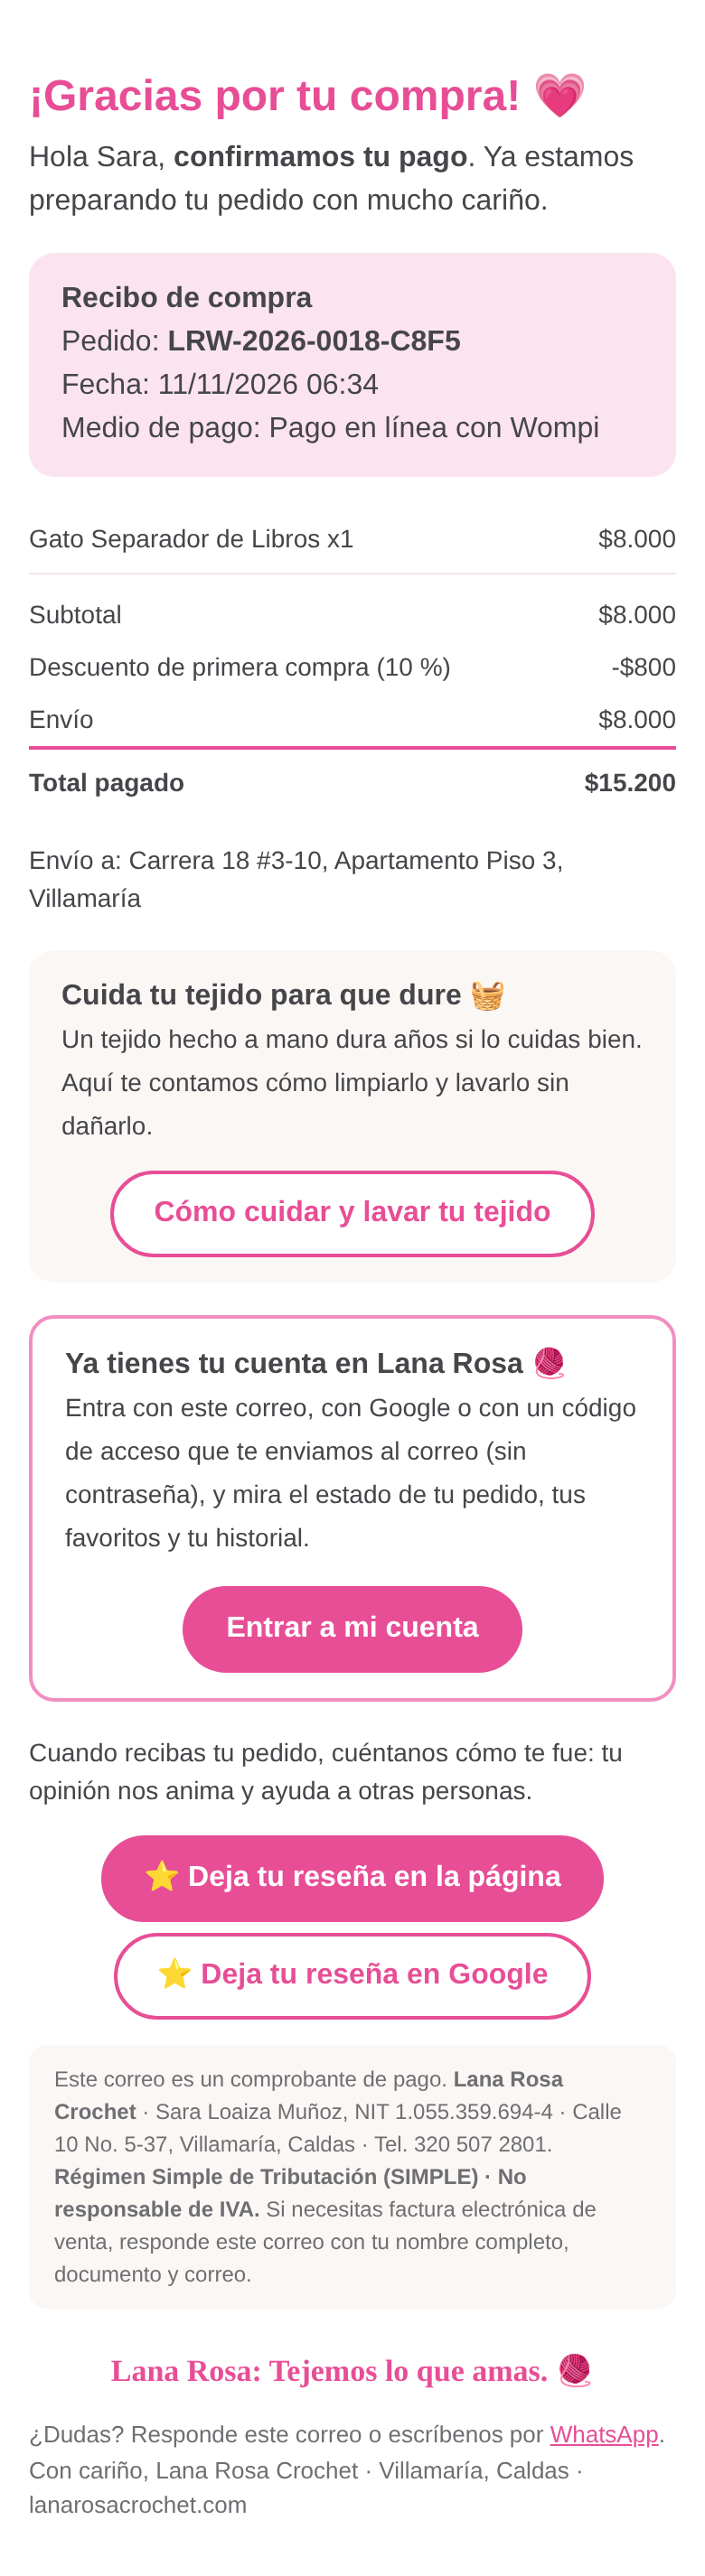 ¡Gracias por tu compra! 💗
Hola Sara, confirmamos tu pago. Ya estamos
preparando tu pedido con mucho cariño.
Recibo de compra
Pedido: LRW-2026-0018-C8F5
Fecha: 11/11/2026 06:34
Medio de pago: Pago en línea con Wompi
Gato Separador de Libros x1 $8.000
Subtotal $8.000
Descuento de primera compra (10 %) -$800
Envío $8.000
Total pagado $15.200
Envío a: Carrera 18 #3-10, Apartamento Piso 3,
Villamaría
Cuida tu tejido para que dure 🧺
Un tejido hecho a mano dura años si lo cuidas bien.
Aquí te contamos cómo limpiarlo y lavarlo sin
dañarlo.
Cómo cuidar y lavar tu tejido
Ya tienes tu cuenta en Lana Rosa 🧶
Entra con este correo, con Google o con un código
de acceso que te enviamos al correo (sin
contraseña), y mira el estado de tu pedido, tus
favoritos y tu historial.
Entrar a mi cuenta
Cuando recibas tu pedido, cuéntanos cómo te fue: tu
opinión nos anima y ayuda a otras personas.
⭐ Deja tu reseña en la página
⭐ Deja tu reseña en Google
Este correo es un comprobante de pago. Lana Rosa
Crochet · Sara Loaiza Muñoz, NIT 1.055.359.694-4 · Calle
10 No. 5-37, Villamaría, Caldas · Tel. 320 507 2801.
Régimen Simple de Tributación (SIMPLE) · No
responsable de IVA. Si necesitas factura electrónica de
venta, responde este correo con tu nombre completo,
documento y correo.
Lana Rosa: Tejemos lo que amas. 🧶
¿Dudas? Responde este correo o escríbenos por WhatsApp.
Con cariño, Lana Rosa Crochet · Villamaría, Caldas ·
lanarosacrochet.com